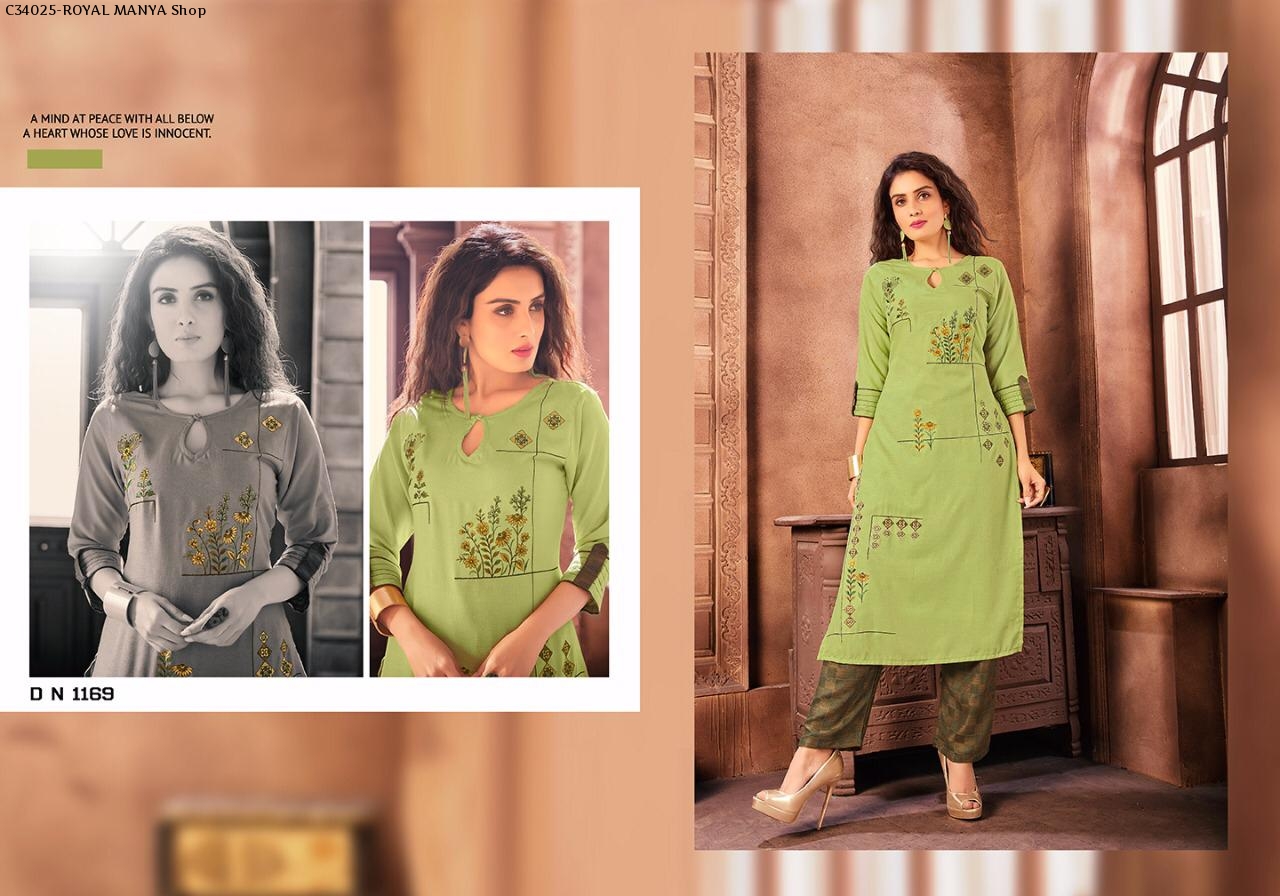 C34025-ROYAL MANYA Shop
A MIND AT PEACE WITH ALL BELOW
A HEART WHOSE LOVE IS INNOCENT.
D N 1169